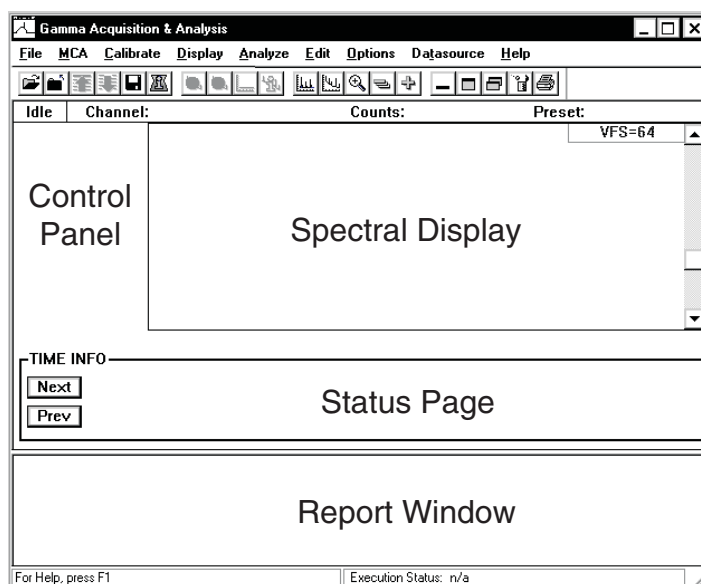 Gamma Acquisition & Analysis
File MCA Calibrate Display Analyze Edit Options Datasource Help
Idle Channel: Counts: Preset:
VFS=64
Control
Panel
Spectral Display
TIME INFO
Next
Prev
Status Page
Report Window
For Help, press F1 Execution Status: n/a